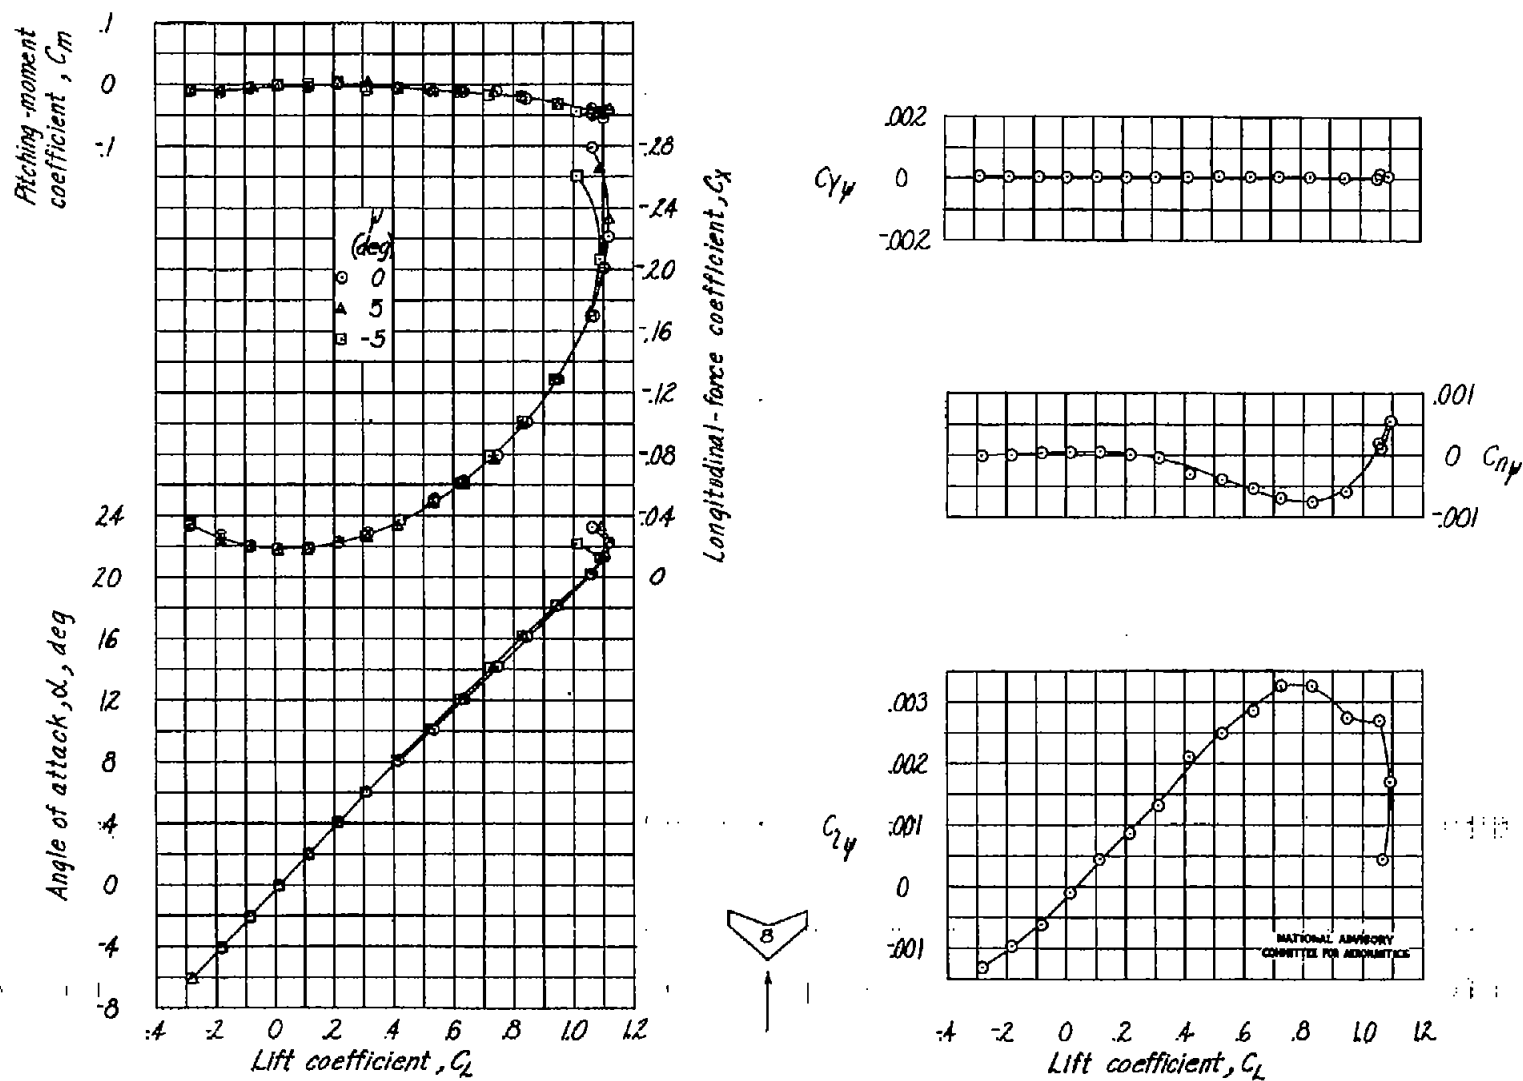 Pitching-moment
coefficient, Cm
.1
0
-.1
-.28
-.24
-.20
-.16
-.12
-.08
-.04
0
Longitudinal-force coefficient, CX
ψ
(deg)
0
5
-5
24
20
16
12
8
4
0
-4
-8
Angle of attack, α, deg
-.4 -.2 0 .2 .4 .6 .8 1.0 1.2
Lift coefficient, CL
8
.002
CYψ 0
-.002
.001
0 Cnψ
-.001
.003
.002
.001
Clψ
0
-.001
NATIONAL ADVISORY
COMMITTEE FOR AERONAUTICS
-.4 -.2 0 .2 .4 .6 .8 1.0 1.2
Lift coefficient, CL